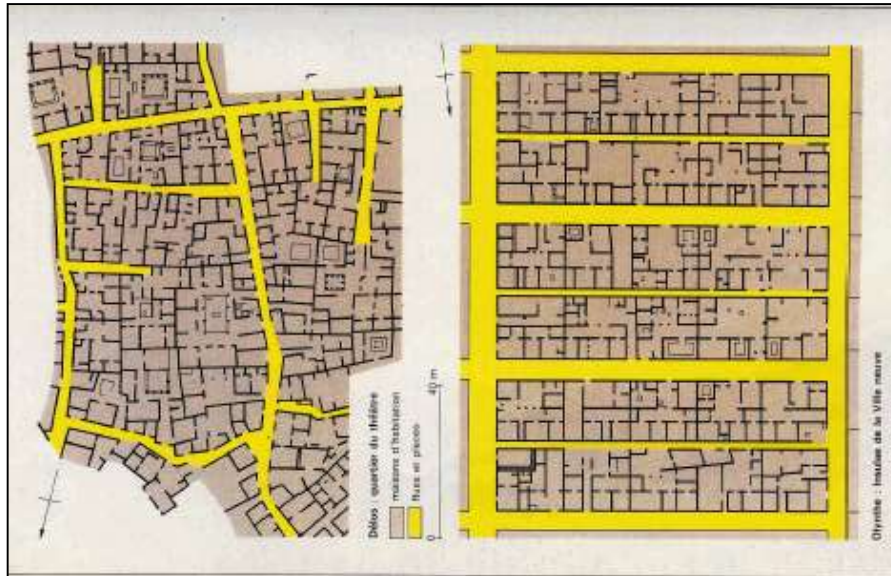 Délos : quartier du théâtre
maisons d'habitation
rues et places
0 40 m
Olynthe : Insulae de la Ville neuve